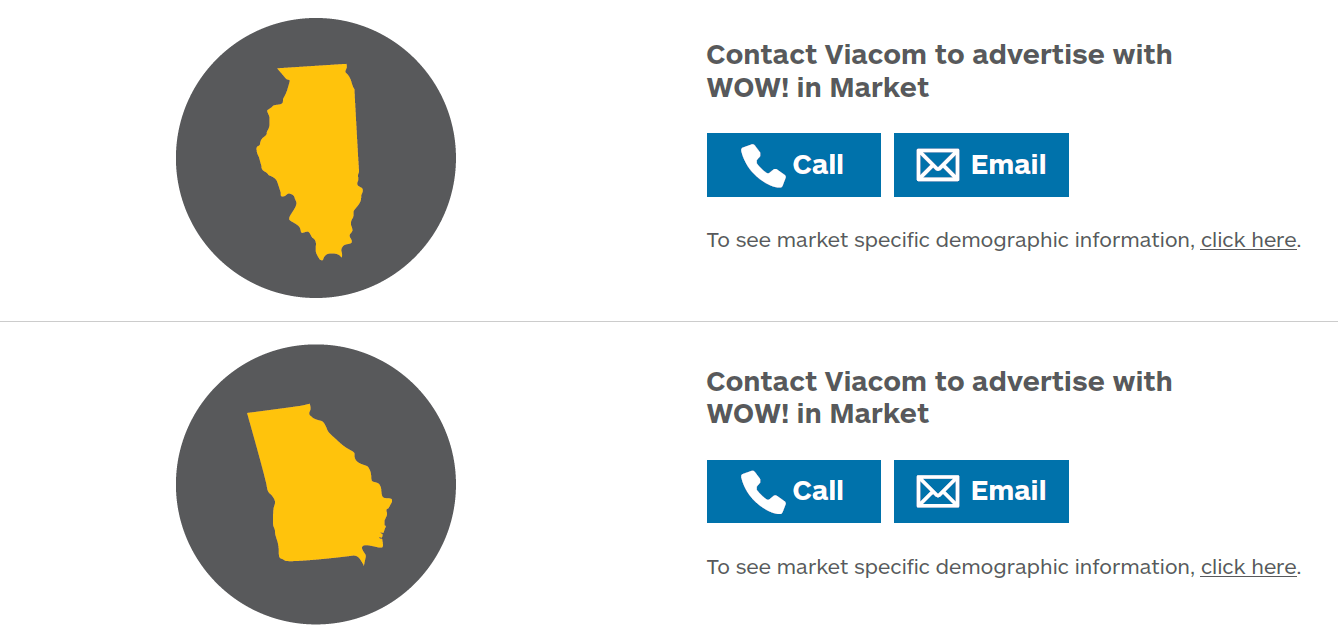 Contact Viacom to advertise with
WOW! in Market
Call
Email
To see market specific demographic information, click here.
Contact Viacom to advertise with
WOW! in Market
Call
Email
To see market specific demographic information, click here.